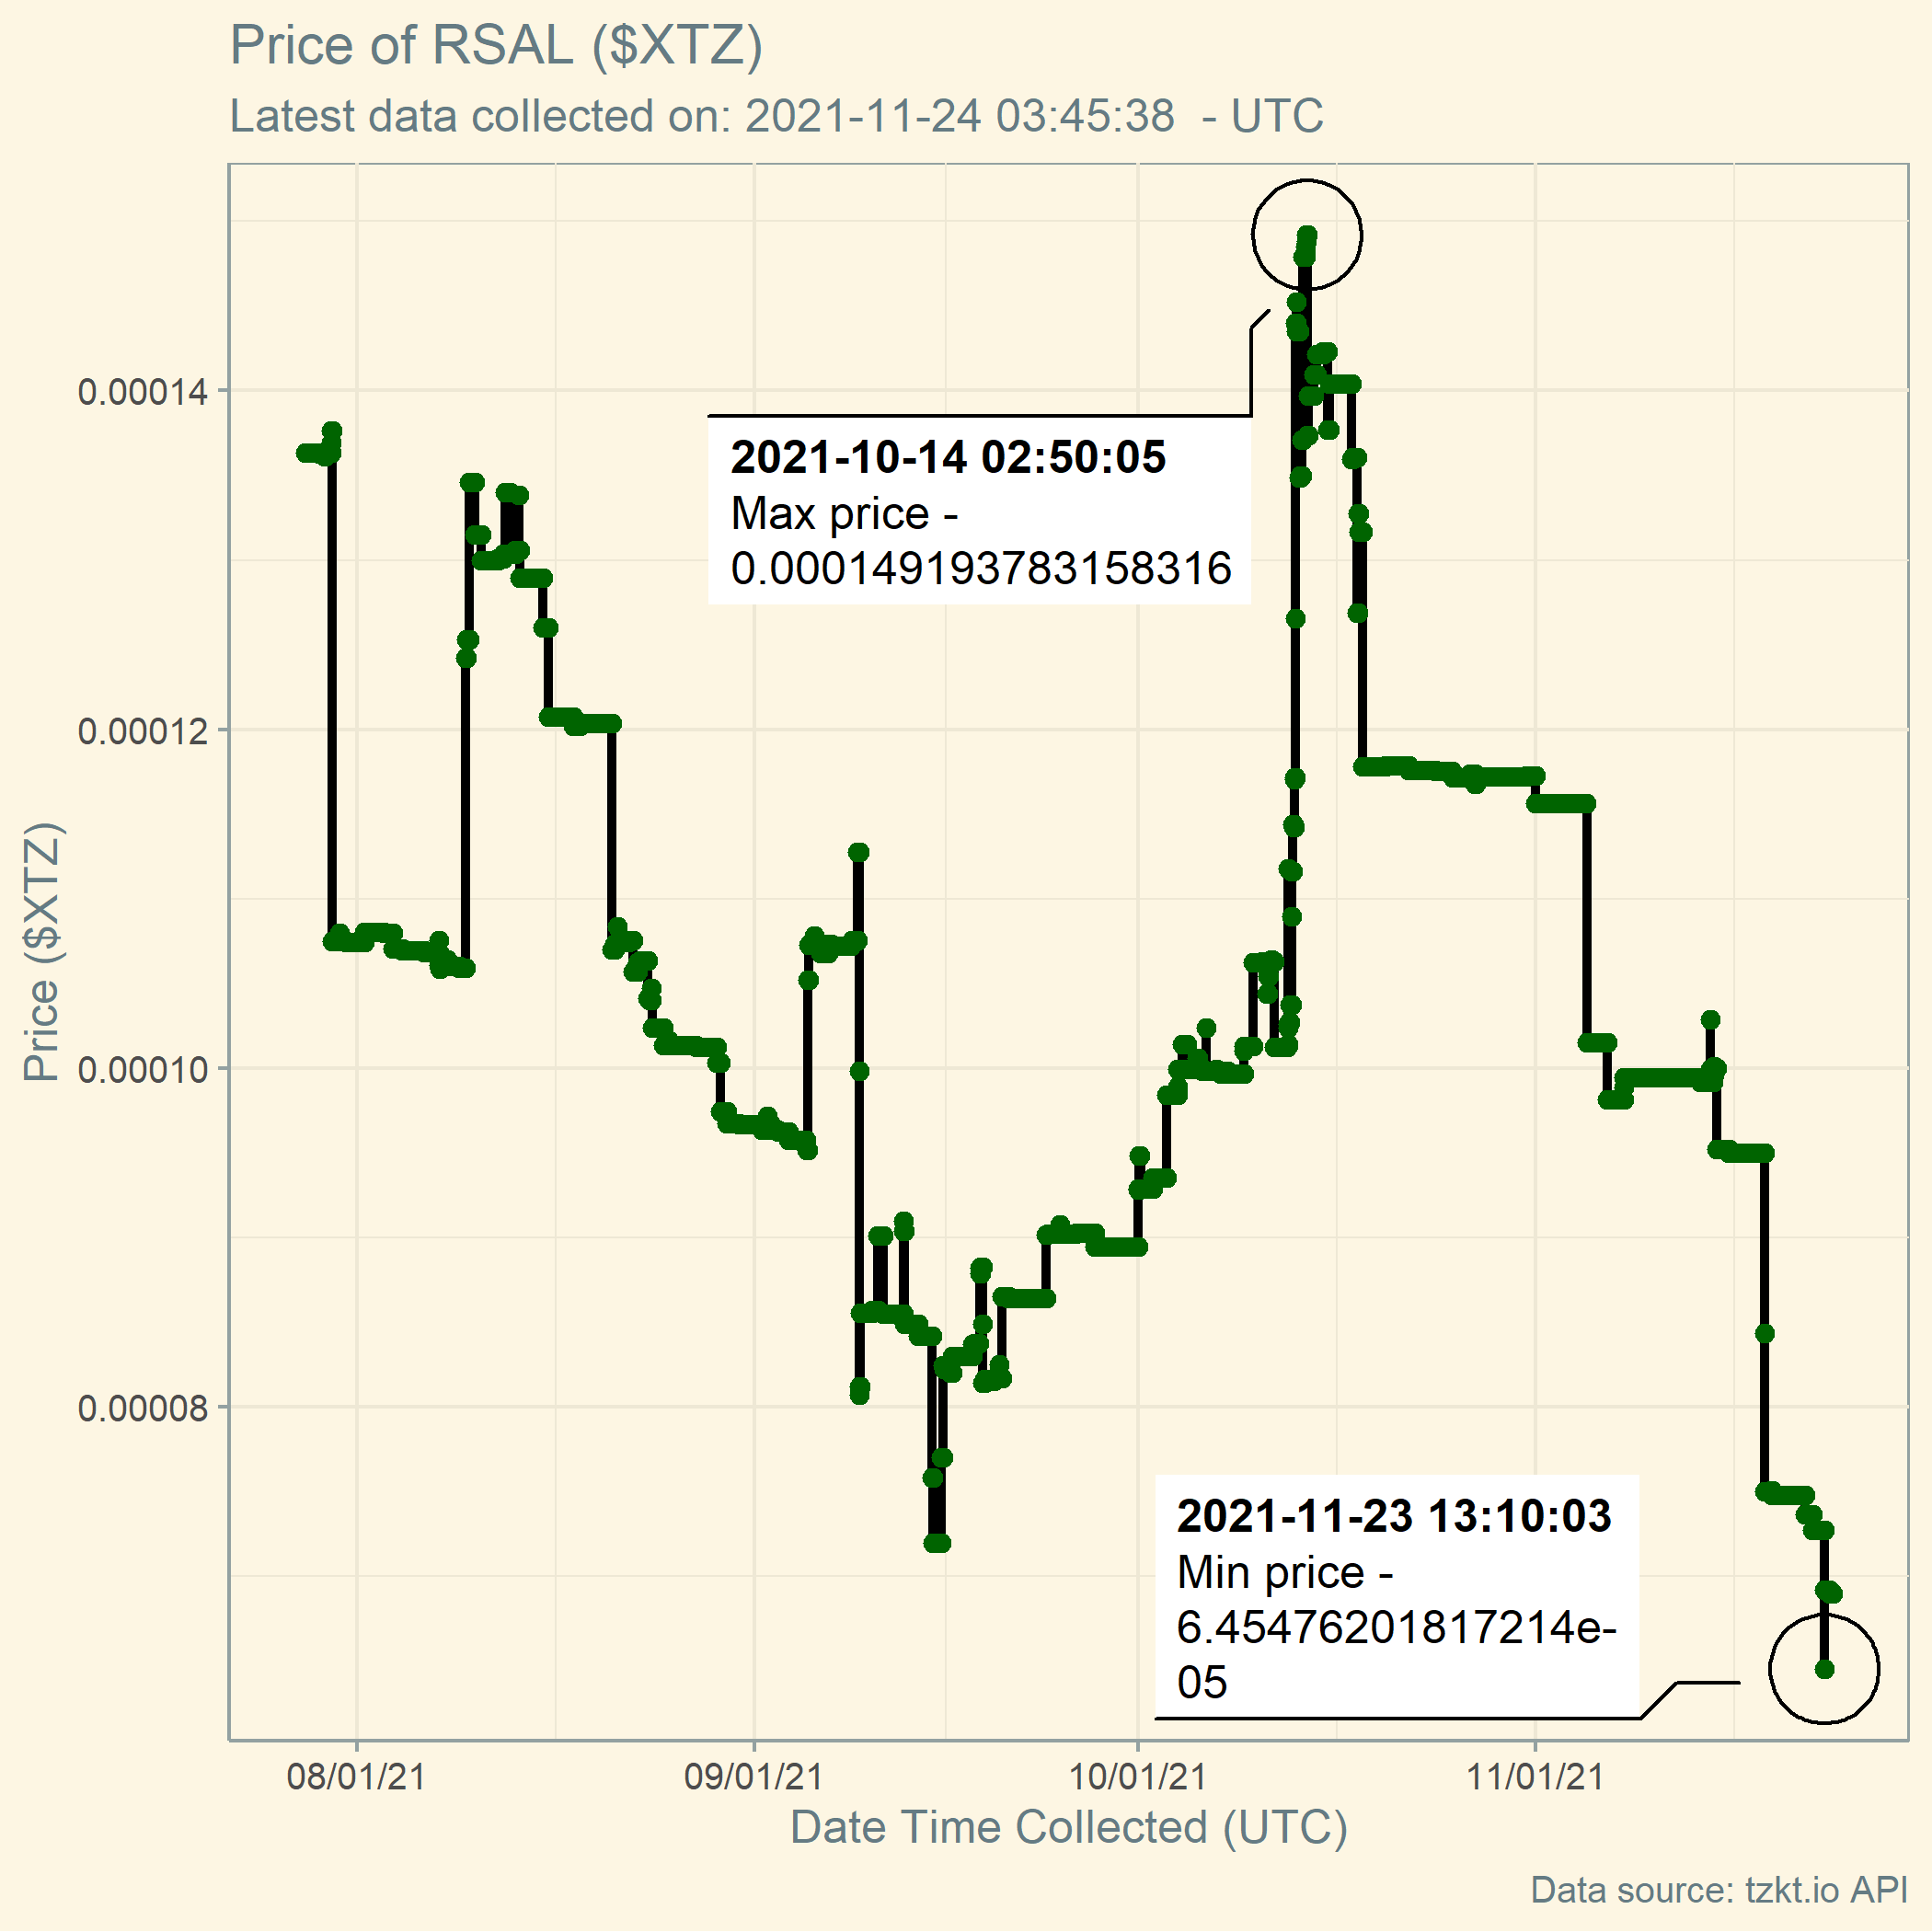 Price of RSAL ($XTZ)
Latest data collected on: 2021-11-24 03:45:38  - UTC
Price ($XTZ)
0.00014
0.00012
0.00010
0.00008
2021-10-14 02:50:05
Max price -
0.000149193783158316
2021-11-23 13:10:03
Min price -
6.45476201817214e-
05
08/01/21
09/01/21
10/01/21
11/01/21
Date Time Collected (UTC)
Data source: tzkt.io API